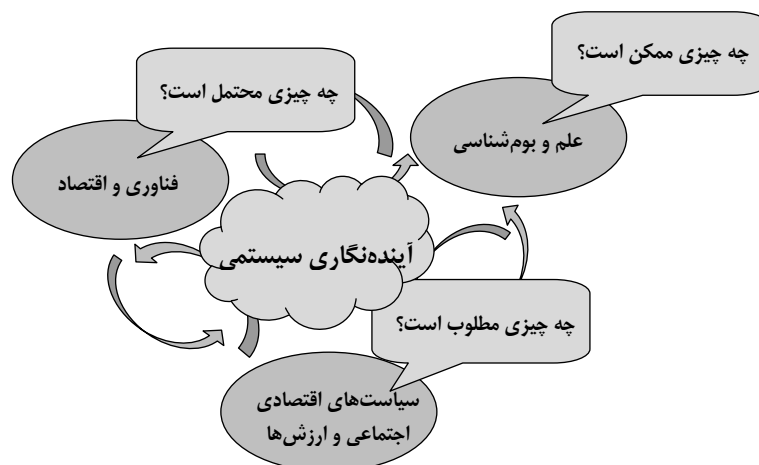 چه چیزی ممکن است؟
علم و بوم‌شناسی
چه چیزی محتمل است؟
فناوری و اقتصاد
آینده‌نگاری سیستمی
چه چیزی مطلوب است؟
سیاست‌های اقتصادی
اجتماعی و ارزش‌ها